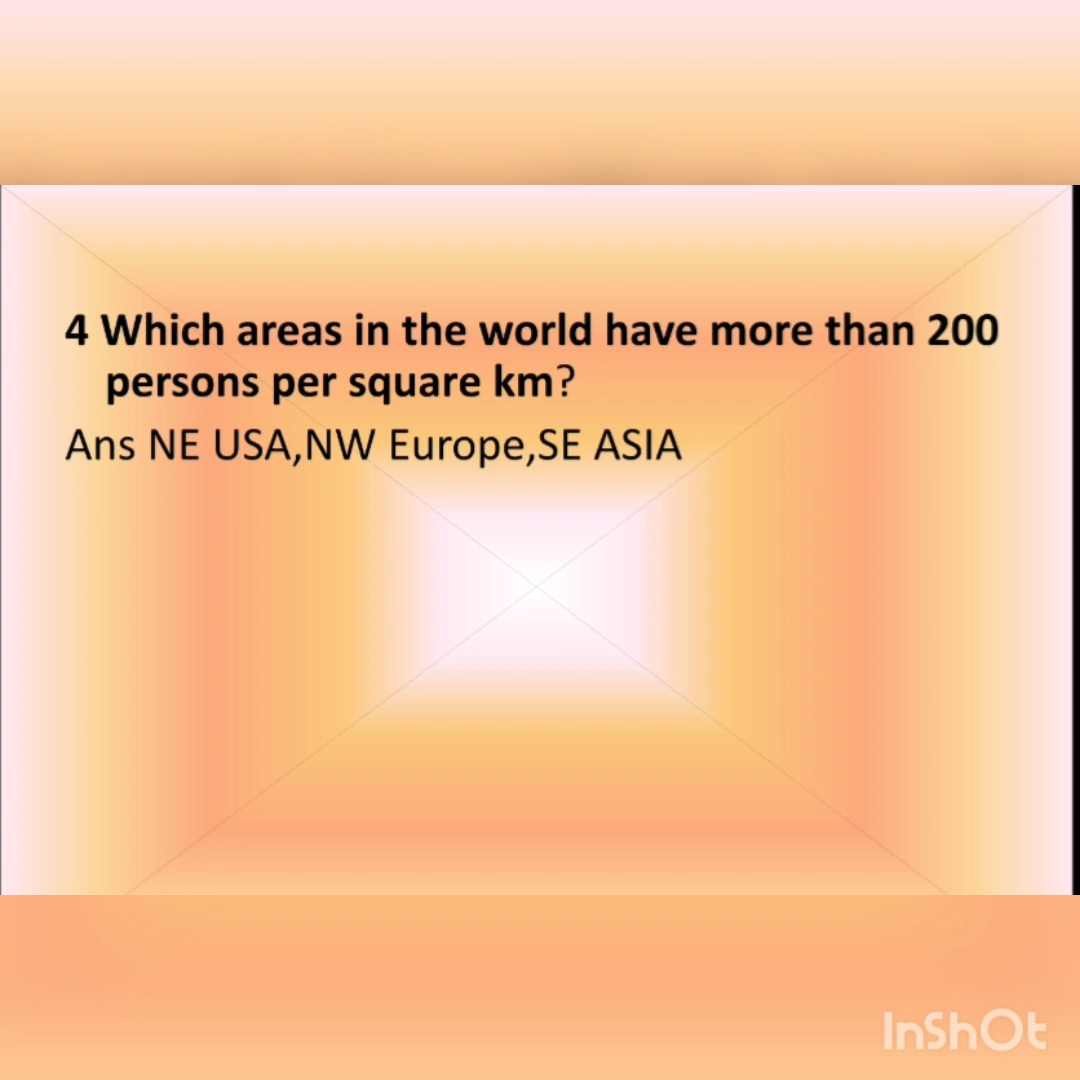 4 Which areas in the world have more than 200
persons per square km?
Ans NE USA,NW Europe,SE ASIA
InShOt